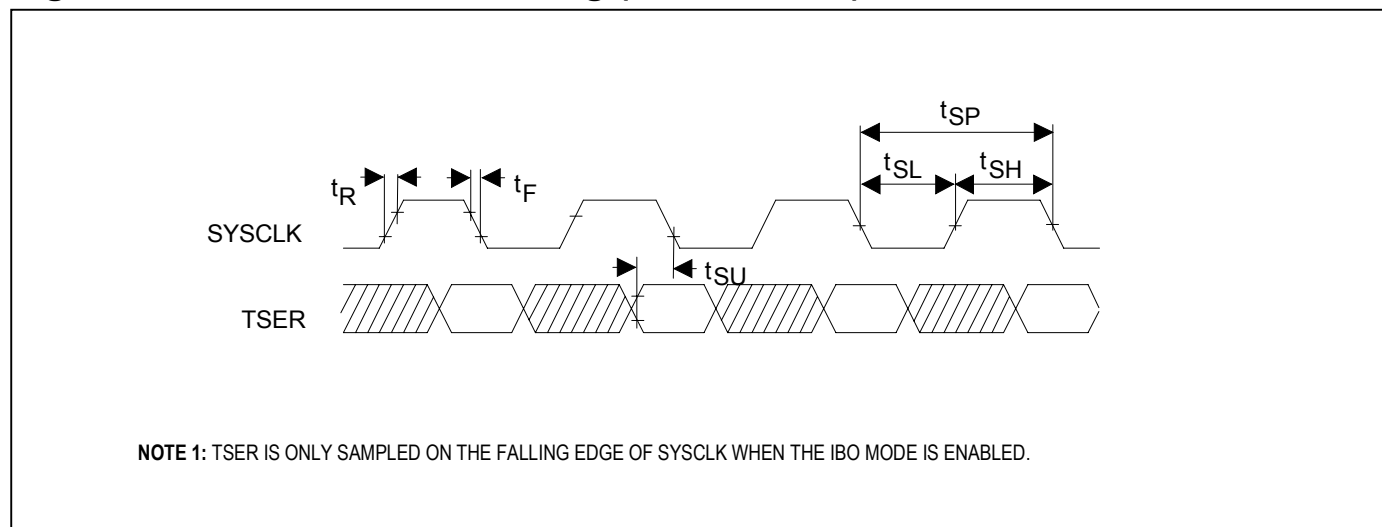 tSP
tSL tSH
tR tF
SYSCLK
tSU
TSER
NOTE 1: TSER IS ONLY SAMPLED ON THE FALLING EDGE OF SYSCLK WHEN THE IBO MODE IS ENABLED.